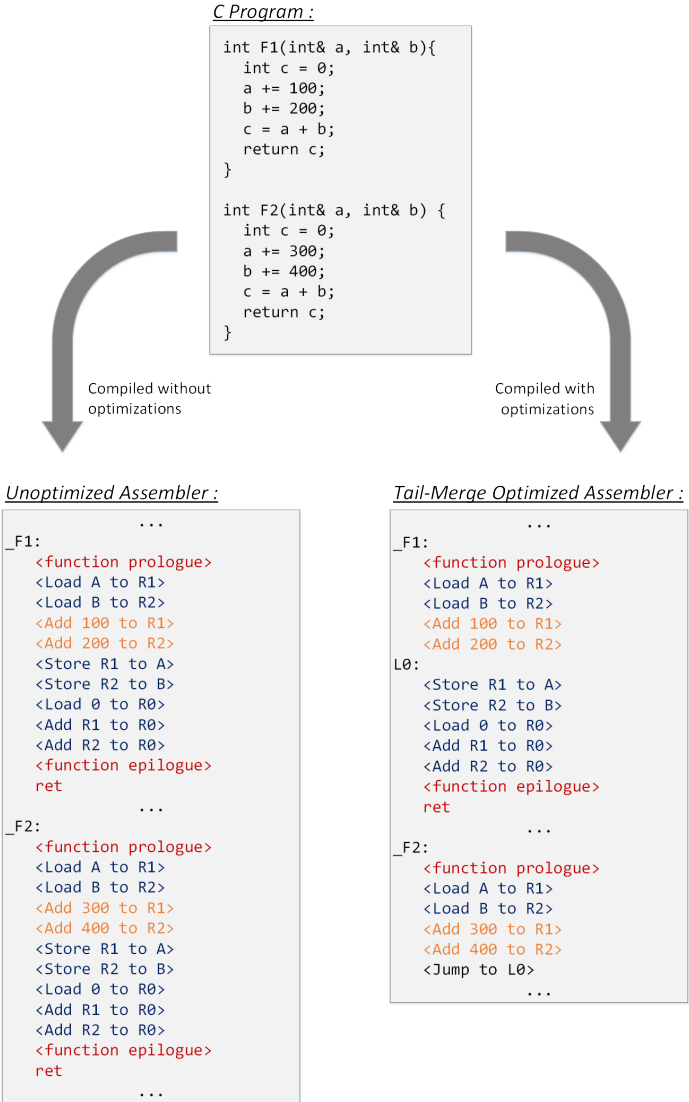 C Program :
int F1(int& a, int& b){
int c = 0;
a += 100;
b += 200;
c = a + b;
return c;
}
int F2(int& a, int& b) {
int c = 0;
a += 300;
b += 400;
c = a + b;
return c;
}
Compiled without
optimizations
Compiled with
optimizations
Unoptimized Assembler :
...
_F1:
<function prologue>
<Load A to R1>
<Load B to R2>
<Add 100 to R1>
<Add 200 to R2>
<Store R1 to A>
<Store R2 to B>
<Load 0 to R0>
<Add R1 to R0>
<Add R2 to R0>
<function epilogue>
ret
...
_F2:
<function prologue>
<Load A to R1>
<Load B to R2>
<Add 300 to R1>
<Add 400 to R2>
<Store R1 to A>
<Store R2 to B>
<Load 0 to R0>
<Add R1 to R0>
<Add R2 to R0>
<function epilogue>
ret
...
Tail-Merge Optimized Assembler :
...
_F1:
<function prologue>
<Load A to R1>
<Load B to R2>
<Add 100 to R1>
<Add 200 to R2>
L0:
<Store R1 to A>
<Store R2 to B>
<Load 0 to R0>
<Add R1 to R0>
<Add R2 to R0>
<function epilogue>
ret
...
_F2:
<function prologue>
<Load A to R1>
<Load B to R2>
<Add 300 to R1>
<Add 400 to R2>
<Jump to L0>
...